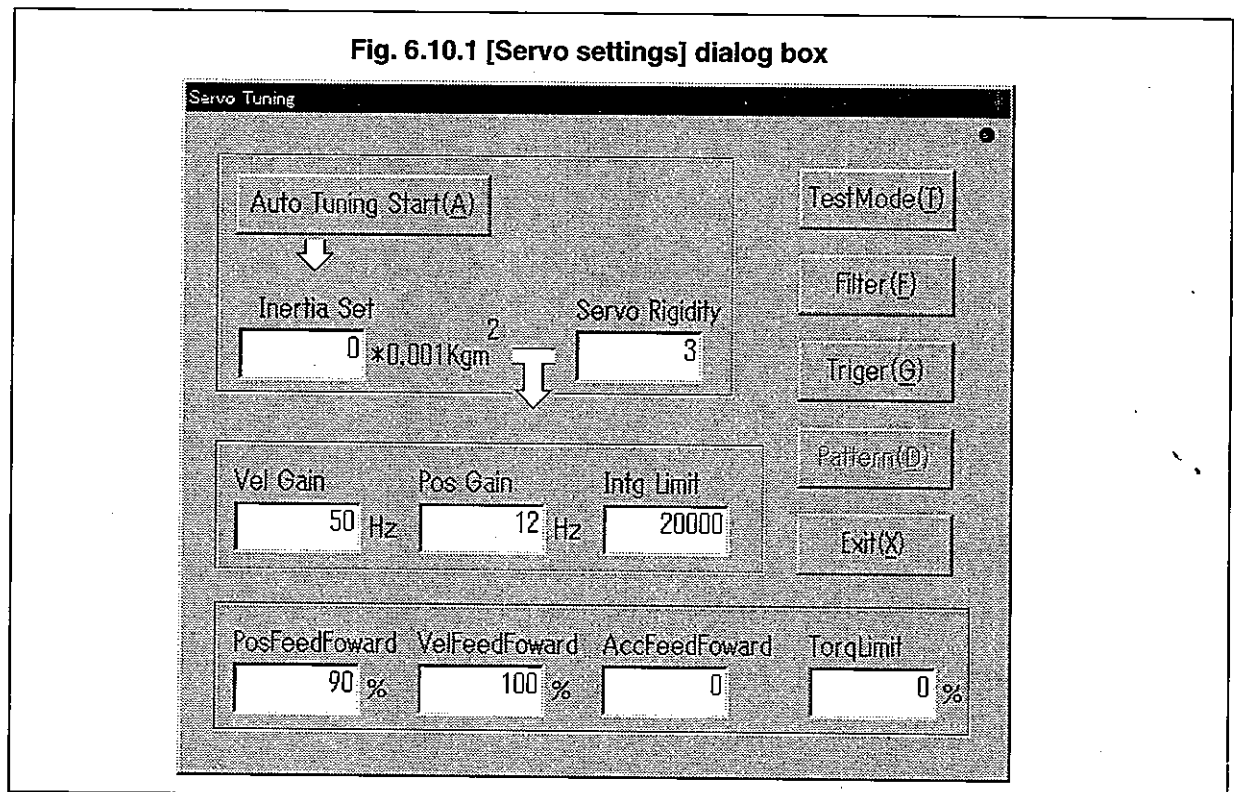 Fig. 6.10.1 [Servo settings] dialog box
Servo Tuning
Auto Tuning Start(A)
TestMode(T)
Filter(F)
Inertia Set
Servo Rigidity
0 *0.001Kgm2
3
Triger(G)
Pattern(D)
Vel Gain Pos Gain Intg Limit
50 Hz 12 Hz 20000
Exit(X)
PosFeedFoward VelFeedFoward AccFeedFoward TorqLimit
90 % 100 % 0 0 %